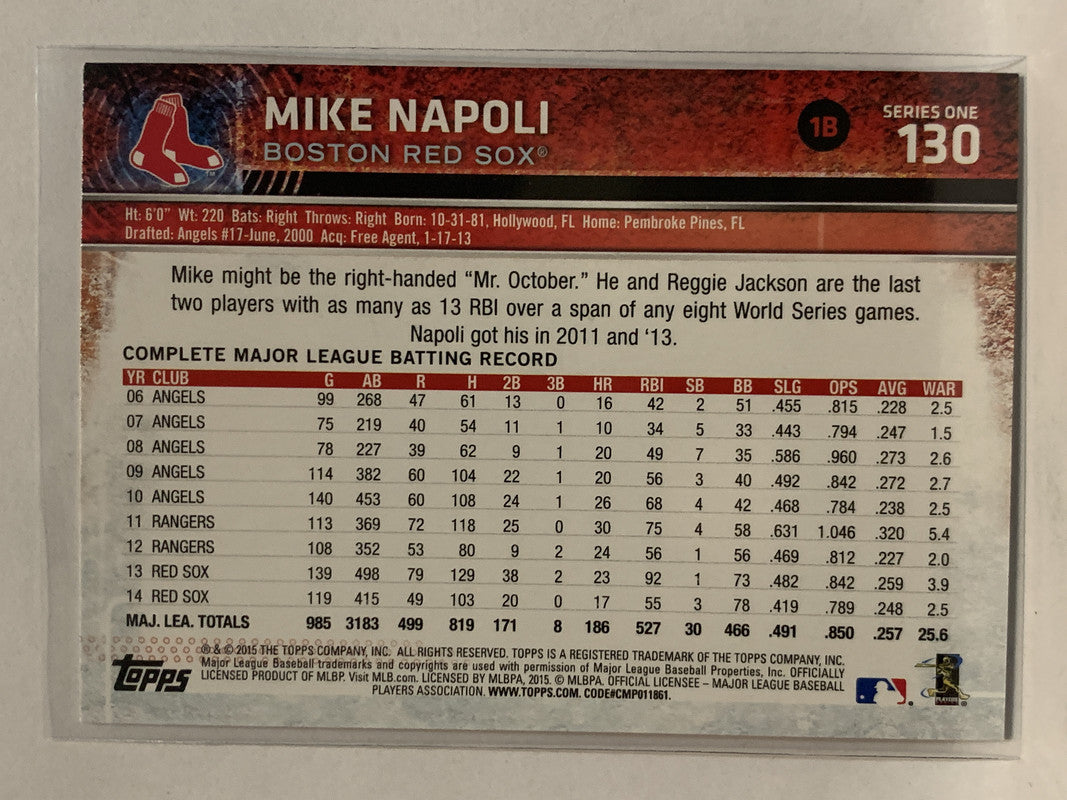 MIKE NAPOLI
BOSTON RED SOX®
1B
SERIES ONE
130
Ht: 6'0" Wt: 220 Bats: Right Throws: Right Born: 10-31-81, Hollywood, FL Home: Pembroke Pines, FL
Drafted: Angels #17-June, 2000 Acq: Free Agent, 1-17-13
Mike might be the right-handed “Mr. October.” He and Reggie Jackson are the last
two players with as many as 13 RBI over a span of any eight World Series games.
Napoli got his in 2011 and ‘13.
COMPLETE MAJOR LEAGUE BATTING RECORD
YR CLUB G AB R H 2B 3B HR RBI SB BB SLG OPS AVG WAR
06 ANGELS 99 268 47 61 13 0 16 42 2 51 .455 .815 .228 2.5
07 ANGELS 75 219 40 54 11 1 10 34 5 33 .443 .794 .247 1.5
08 ANGELS 78 227 39 62 9 1 20 49 7 35 .586 .960 .273 2.6
09 ANGELS 114 382 60 104 22 1 20 56 3 40 .492 .842 .272 2.7
10 ANGELS 140 453 60 108 24 1 26 68 4 42 .468 .784 .238 2.5
11 RANGERS 113 369 72 118 25 0 30 75 4 58 .631 1.046 .320 5.4
12 RANGERS 108 352 53 80 9 2 24 56 1 56 .469 .812 .227 2.0
13 RED SOX 139 498 79 129 38 2 23 92 1 73 .482 .842 .259 3.9
14 RED SOX 119 415 49 103 20 0 17 55 3 78 .419 .789 .248 2.5
MAJ. LEA. TOTALS 985 3183 499 819 171 8 186 527 30 466 .491 .850 .257 25.6
® & © 2015 THE TOPPS COMPANY, INC. ALL RIGHTS RESERVED. TOPPS IS A REGISTERED TRADEMARK OF THE TOPPS COMPANY, INC.
Major League Baseball trademarks and copyrights are used with permission of Major League Baseball Properties, Inc. OFFICIALLY
LICENSED PRODUCT OF MLBP. Visit MLB.com. LICENSED BY MLBPA, 2015. © MLBPA. OFFICIAL LICENSEE – MAJOR LEAGUE BASEBALL
PLAYERS ASSOCIATION. WWW.TOPPS.COM. CODE#CMP011861.
Topps
PLAYERS